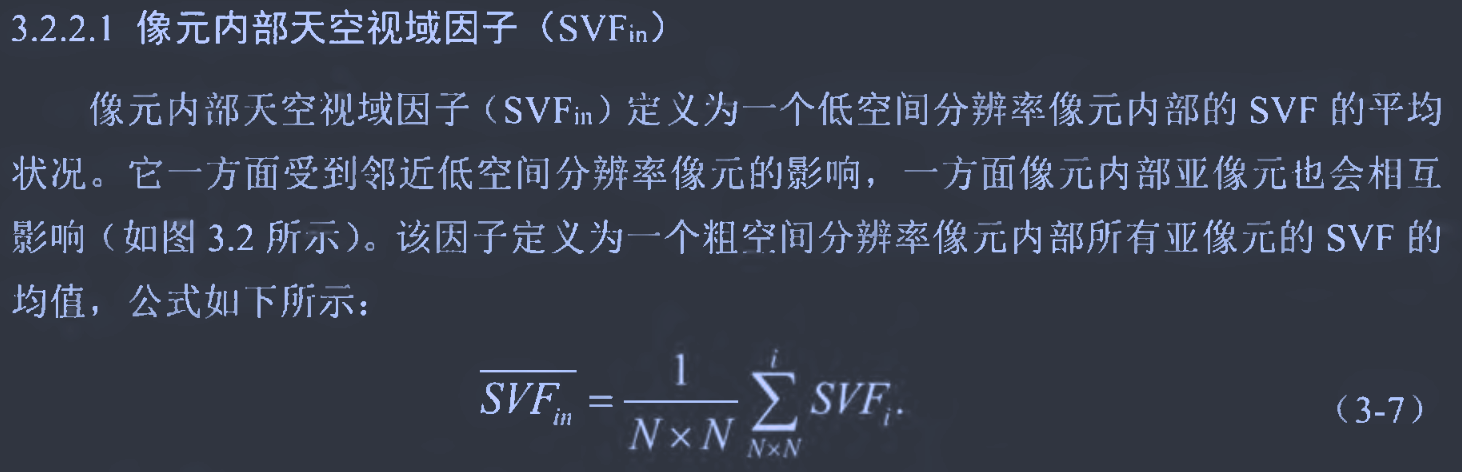 3.2.2.1 像元内部天空视域因子（SVFin）
像元内部天空视域因子（SVFin）定义为一个低空间分辨率像元内部的 SVF 的平均
状况。它一方面受到邻近低空间分辨率像元的影响，一方面像元内部亚像元也会相互
影响（如图 3.2 所示）。该因子定义为一个粗空间分辨率像元内部所有亚像元的 SVF 的
均值，公式如下所示：
$\overline{SVF_{in}} = \frac{1}{N \times N} \sum_{N \times N}^{i} SVF_i.$ （3-7）